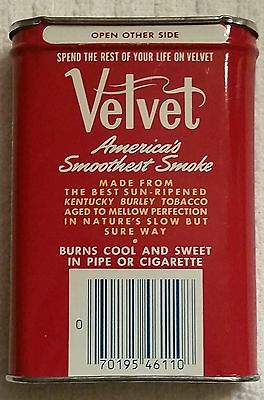 OPEN OTHER SIDE
SPEND THE REST OF YOUR LIFE ON VELVET
Velvet
America's
Smoothest Smoke
MADE FROM
THE BEST SUN-RIPENED
KENTUCKY BURLEY TOBACCO
AGED TO MELLOW PERFECTION
IN NATURE'S SLOW BUT
SURE WAY
•
BURNS COOL AND SWEET
IN PIPE OR CIGARETTE
0 70195 46110